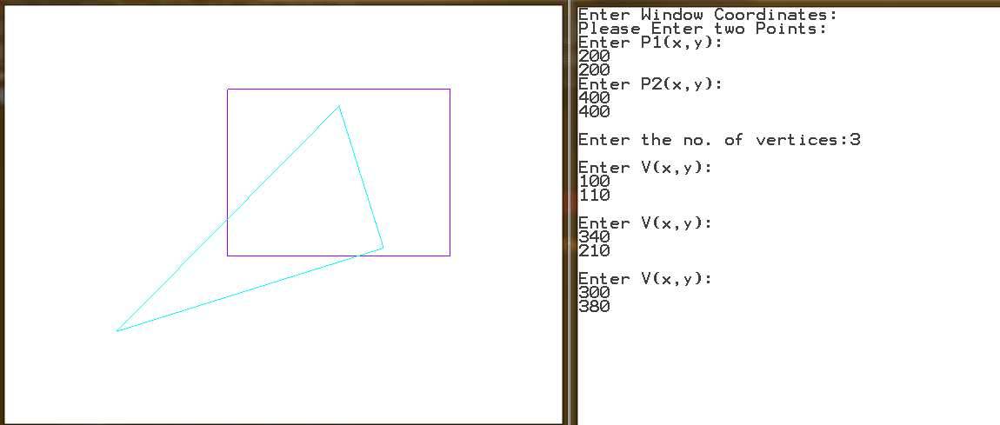 Enter Window Coordinates:
Please Enter two Points:
Enter P1(x,y):
200
200
Enter P2(x,y):
400
400
Enter the no. of vertices:3
Enter V(x,y):
100
110
Enter V(x,y):
340
210
Enter V(x,y):
300
380